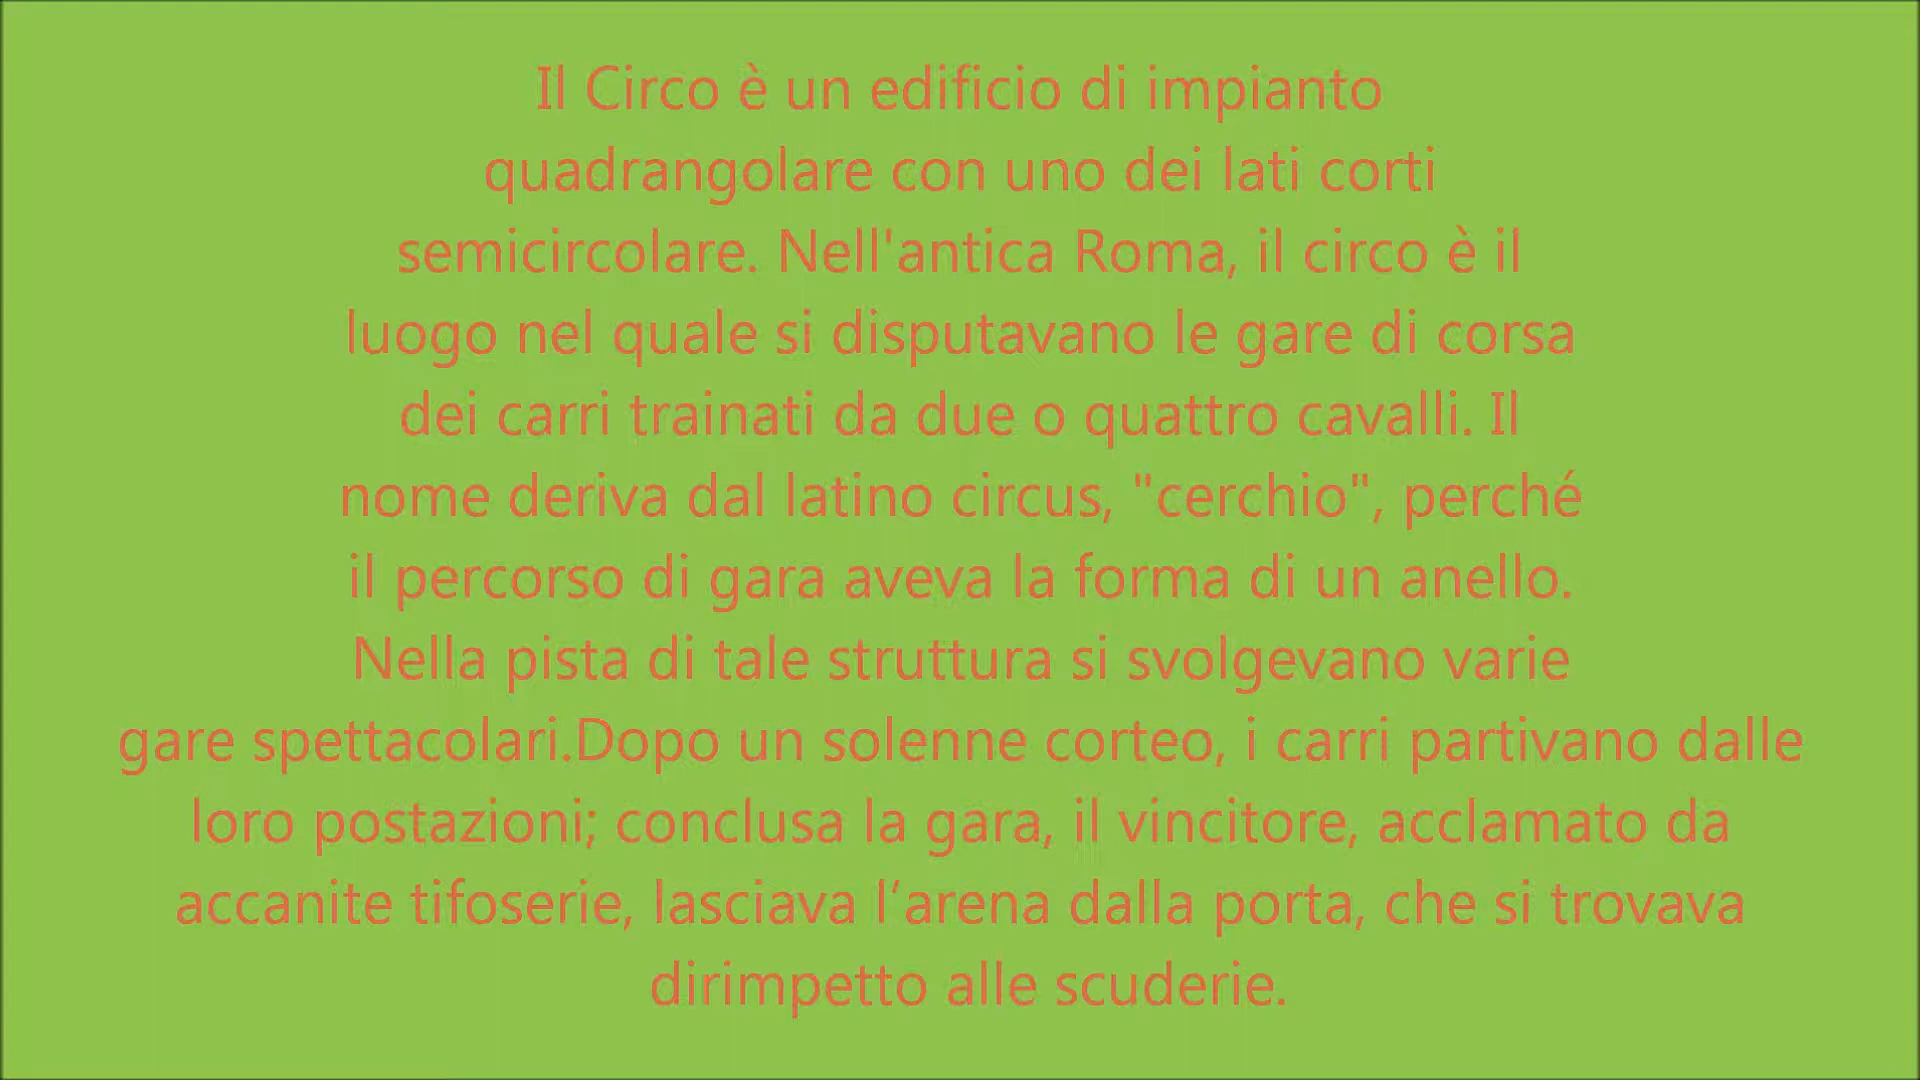 Il Circo è un edificio di impianto
quadrangolare con uno dei lati corti
semicircolare. Nell'antica Roma, il circo è il
luogo nel quale si disputavano le gare di corsa
dei carri trainati da due o quattro cavalli. Il
nome deriva dal latino circus, "cerchio", perché
il percorso di gara aveva la forma di un anello.
Nella pista di tale struttura si svolgevano varie
gare spettacolari.Dopo un solenne corteo, i carri partivano dalle
loro postazioni; conclusa la gara, il vincitore, acclamato da
accanite tifoserie, lasciava l’arena dalla porta, che si trovava
dirimpetto alle scuderie.